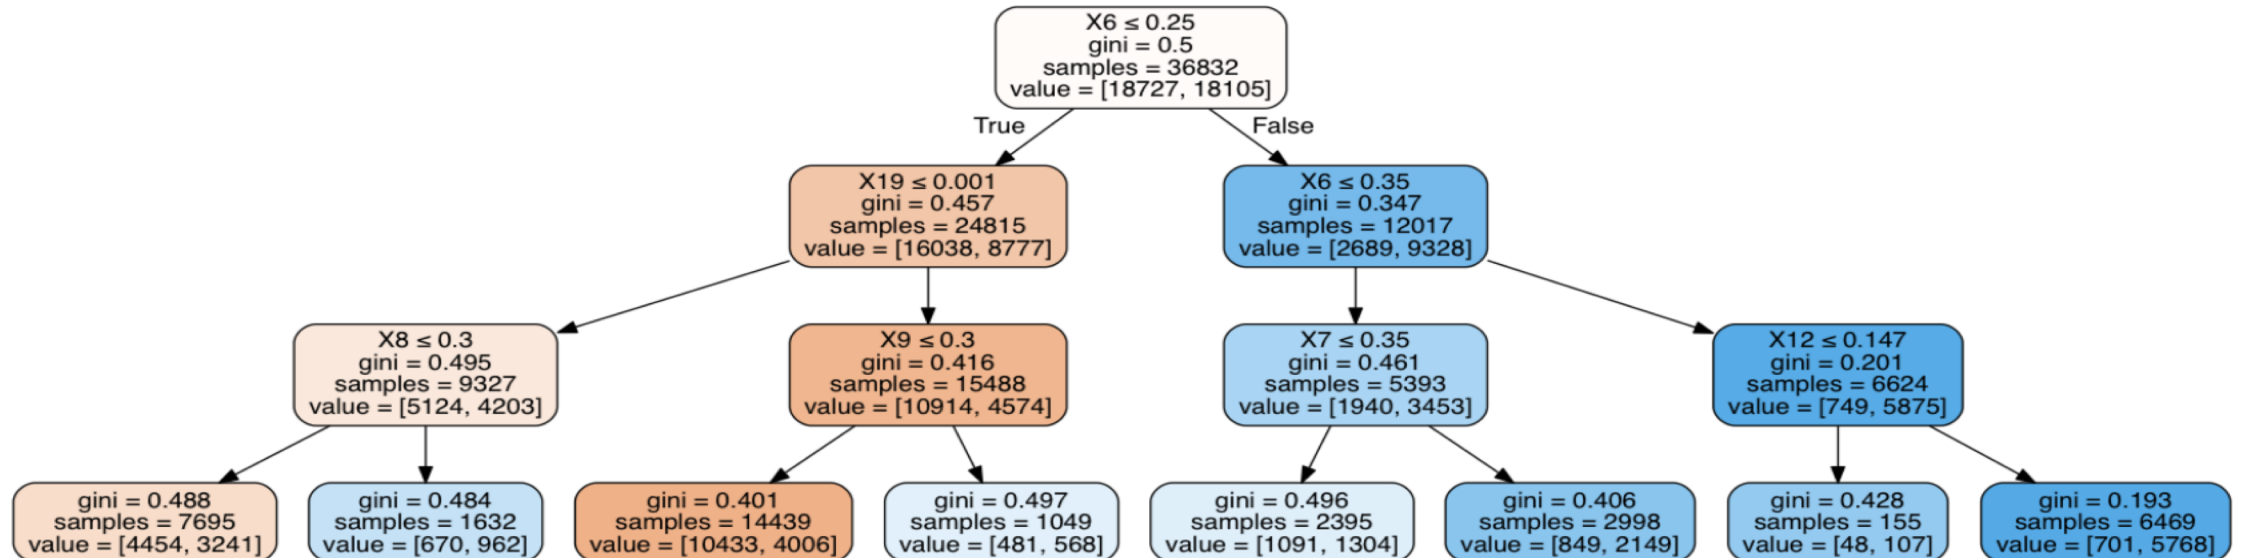 X6 ≤ 0.25
gini = 0.5
samples = 36832
value = [18727, 18105]
True
False
X19 ≤ 0.001
gini = 0.457
samples = 24815
value = [16038, 8777]
X6 ≤ 0.35
gini = 0.347
samples = 12017
value = [2689, 9328]
X8 ≤ 0.3
gini = 0.495
samples = 9327
value = [5124, 4203]
X9 ≤ 0.3
gini = 0.416
samples = 15488
value = [10914, 4574]
X7 ≤ 0.35
gini = 0.461
samples = 5393
value = [1940, 3453]
X12 ≤ 0.147
gini = 0.201
samples = 6624
value = [749, 5875]
gini = 0.488
samples = 7695
value = [4454, 3241]
gini = 0.484
samples = 1632
value = [670, 962]
gini = 0.401
samples = 14439
value = [10433, 4006]
gini = 0.497
samples = 1049
value = [481, 568]
gini = 0.496
samples = 2395
value = [1091, 1304]
gini = 0.406
samples = 2998
value = [849, 2149]
gini = 0.428
samples = 155
value = [48, 107]
gini = 0.193
samples = 6469
value = [701, 5768]